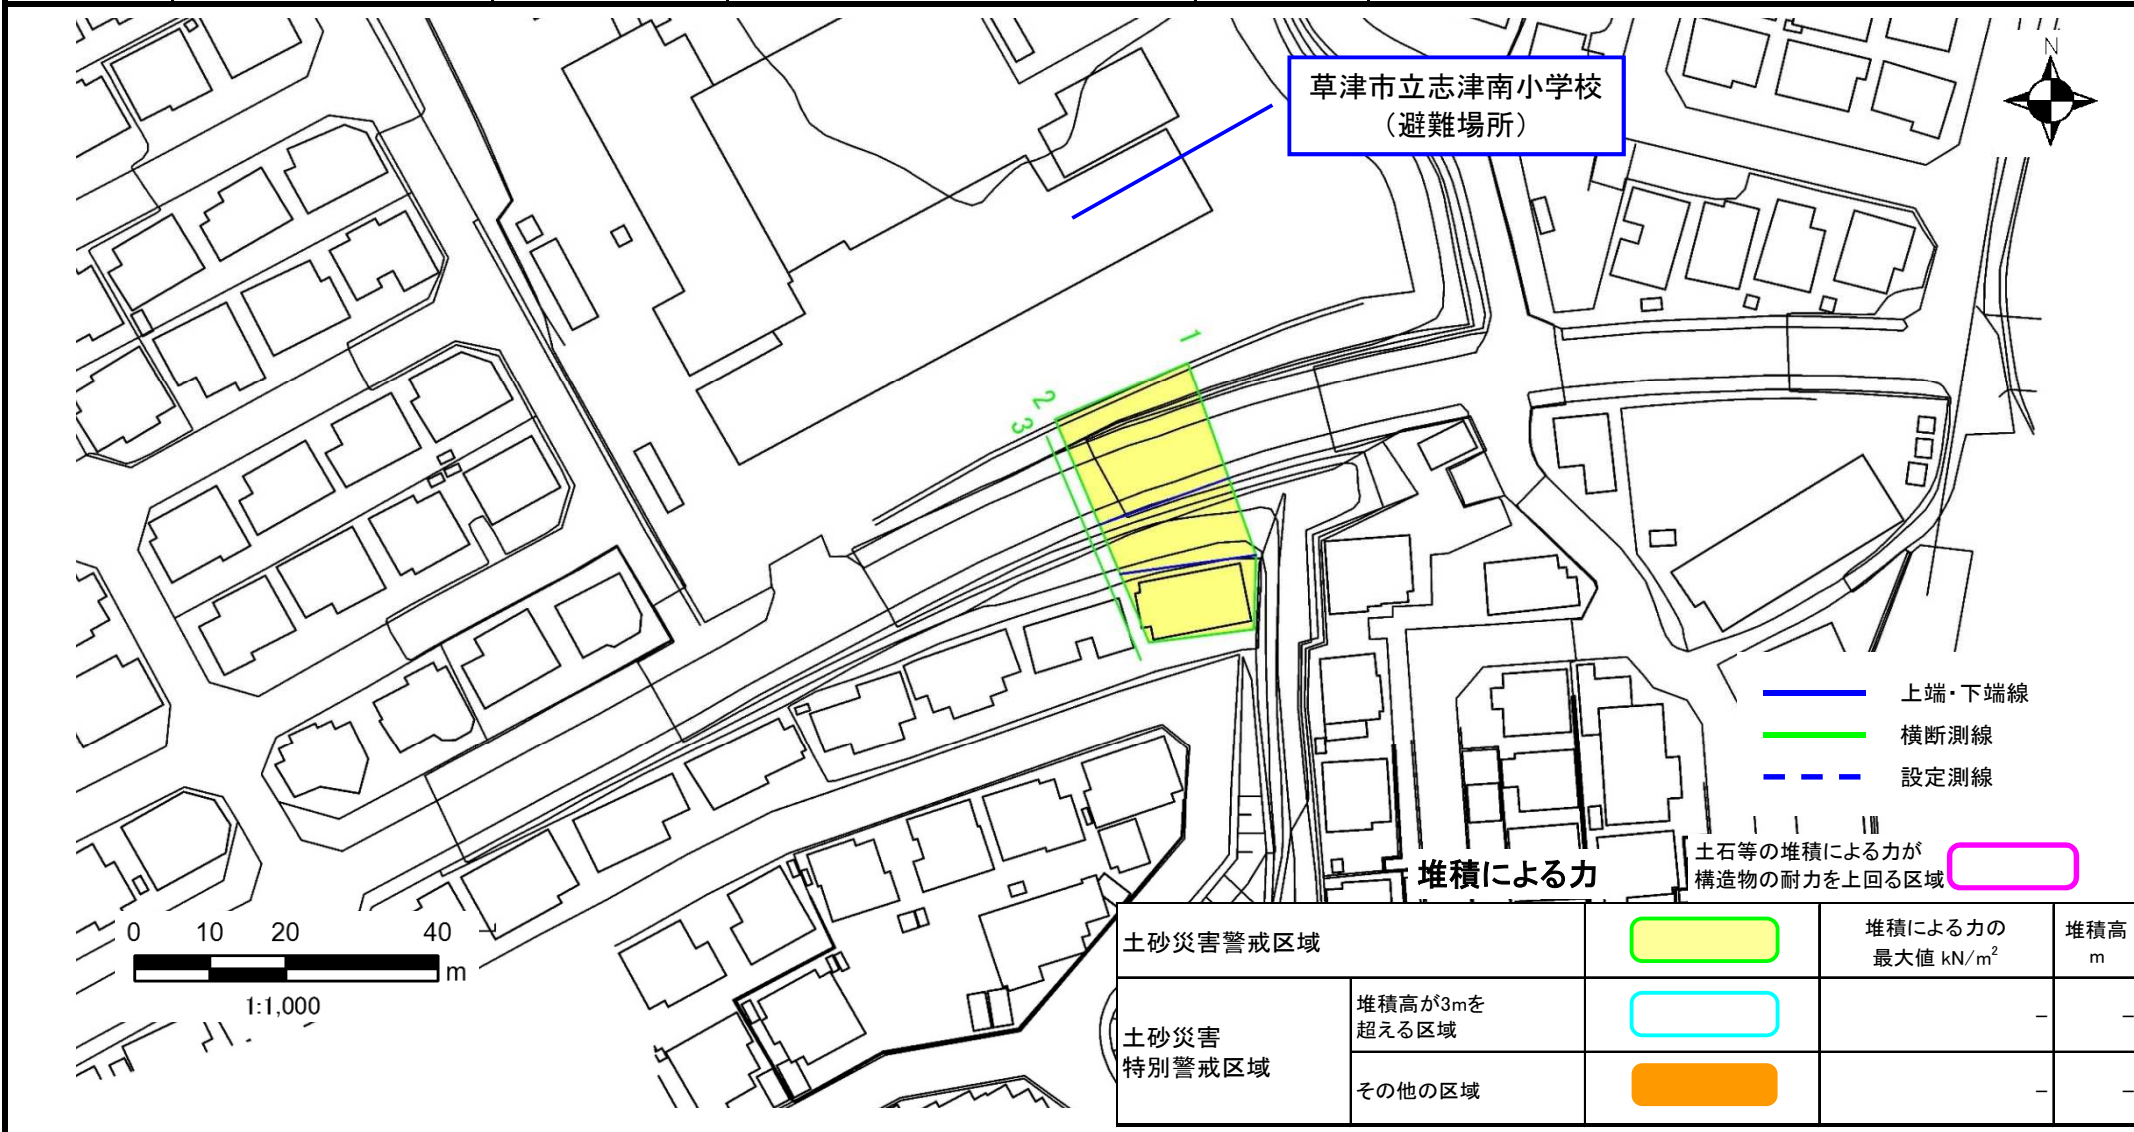 草津市立志津南小学校
（避難場所）
N
1
2
3
上端・下端線
横断測線
設定測線
堆積による力
土石等の堆積による力が
構造物の耐力を上回る区域
0 10 20 40
m
1:1,000
土砂災害警戒区域
堆積による力の
最大値 kN/m²
堆積高
m
土砂災害
特別警戒区域
堆積高が3mを
超える区域
－ －
その他の区域
－ －